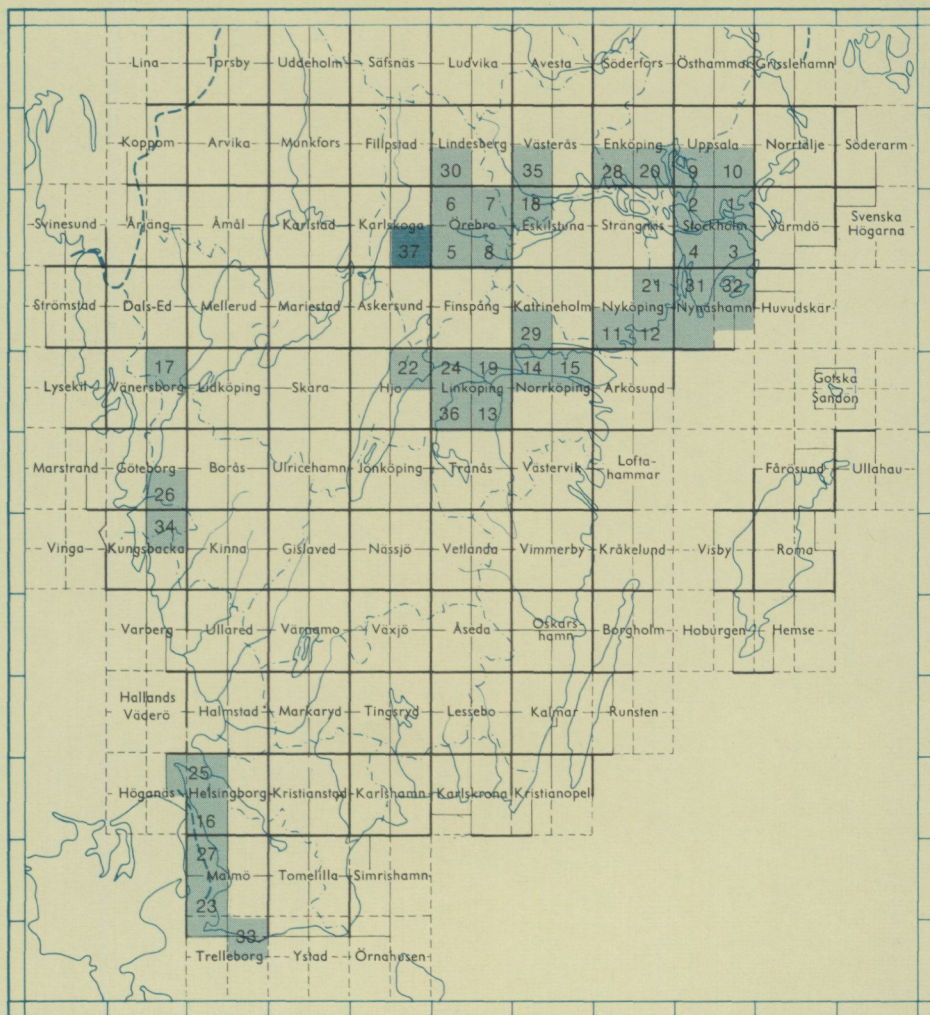 Lina Torsby Uddeholm Säfsnäs Ludvika Avesta Söderfors Östhammar Grisslehamn
Koppom Arvika Munkfors Filipstad Lindesberg Västerås Enköping Uppsala Norrtälje Söderarm
30 35 28 20 9 10
6 7 18 2 1
Svinesund Årjäng Åmål Karlstad Karlskoga Örebro Eskilstuna Strängnäs Stockholm Värmdö Svenska
Högarna
37 5 8 4 3
21 31 32
Strömstad Dals-Ed Mellerud Mariestad Askersund Finspång Katrineholm Nyköping Nynäshamn Huvudskär
29 11 12
17 22 24 19 14 15
Lysekil Vänersborg Lidköping Skara Hjo Linköping Norrköping Arkösund Gotska
Sandön
36 13
Marstrand Göteborg Borås Ulricehamn Jönköping Tranås Västervik Lofta-
hammar Fårösund Ullahau
26
34
Vinga Kungsbacka Kinna Gislaved Nässjö Vetlanda Vimmerby Kråkelund Visby Roma
Varberg Ullared Värnamo Växjö Åseda Oskars
hamn Borgholm Hoburgen Hemse
Hallands
Väderö Halmstad Markaryd Tingsryd Lessebo Kalmar Runsten
25
Höganäs Helsingborg Kristianstad Karlshamn Karlskrona Kristianopel
16
27
Malmö Tomelilla Simrishamn
23
33
Trelleborg Ystad Örnahusen